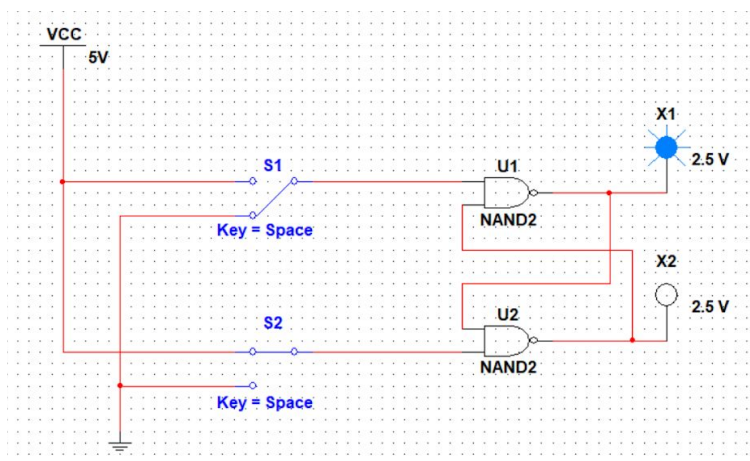 VCC
5V
X1
2.5 V
S1
U1
Key = Space
NAND2
X2
2.5 V
S2
U2
Key = Space
NAND2